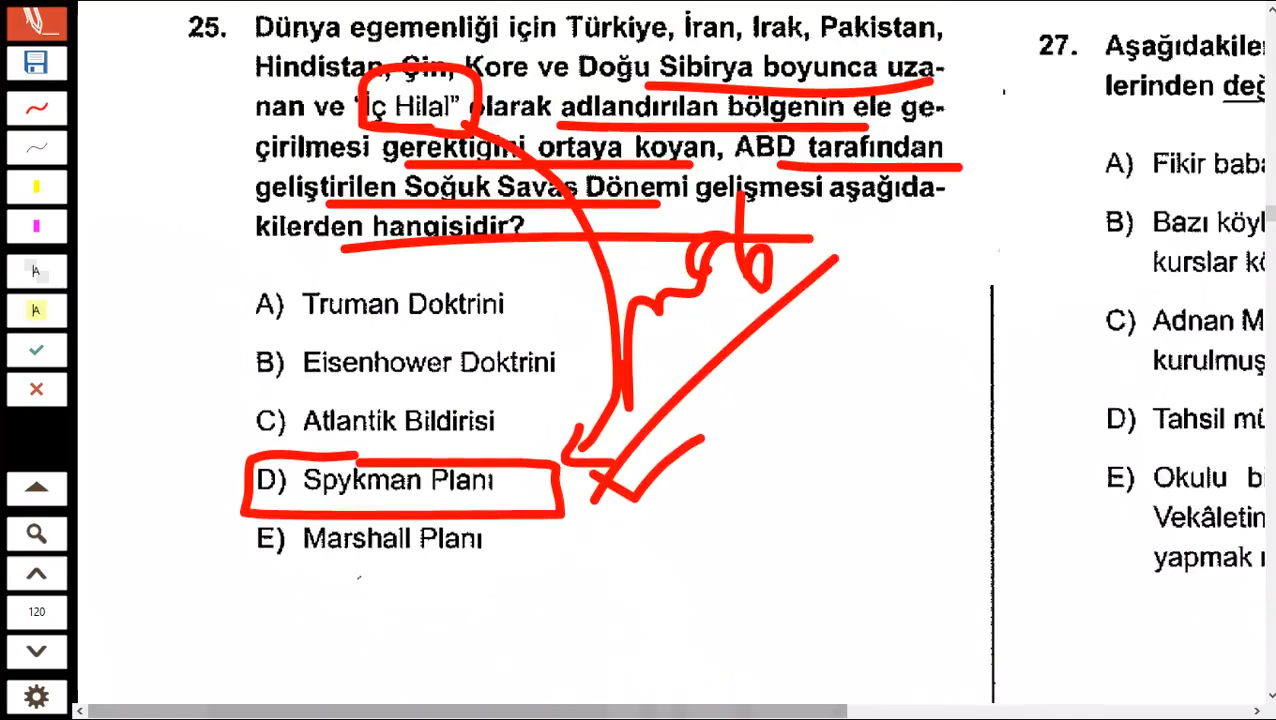 25. Dünya egemenliği için Türkiye, İran, Irak, Pakistan,
Hindistan, Çin, Kore ve Doğu Sibirya boyunca uza-
nan ve "İç Hilal" olarak adlandırılan bölgenin ele ge-
çirilmesi gerektiğini ortaya koyan, ABD tarafından
geliştirilen Soğuk Savaş Dönemi gelişmesi aşağıda-
kilerden hangisidir?
A) Truman Doktrini
B) Eisenhower Doktrini
C) Atlantik Bildirisi
D) Spykman Planı
E) Marshall Planı
27. Aşağıdakile
lerinden değ
A) Fikir baba
B) Bazı köyl
kurslar kö
C) Adnan M
kurulmuş
D) Tahsil mü
E) Okulu bi
Vekâletin
yapmak
120